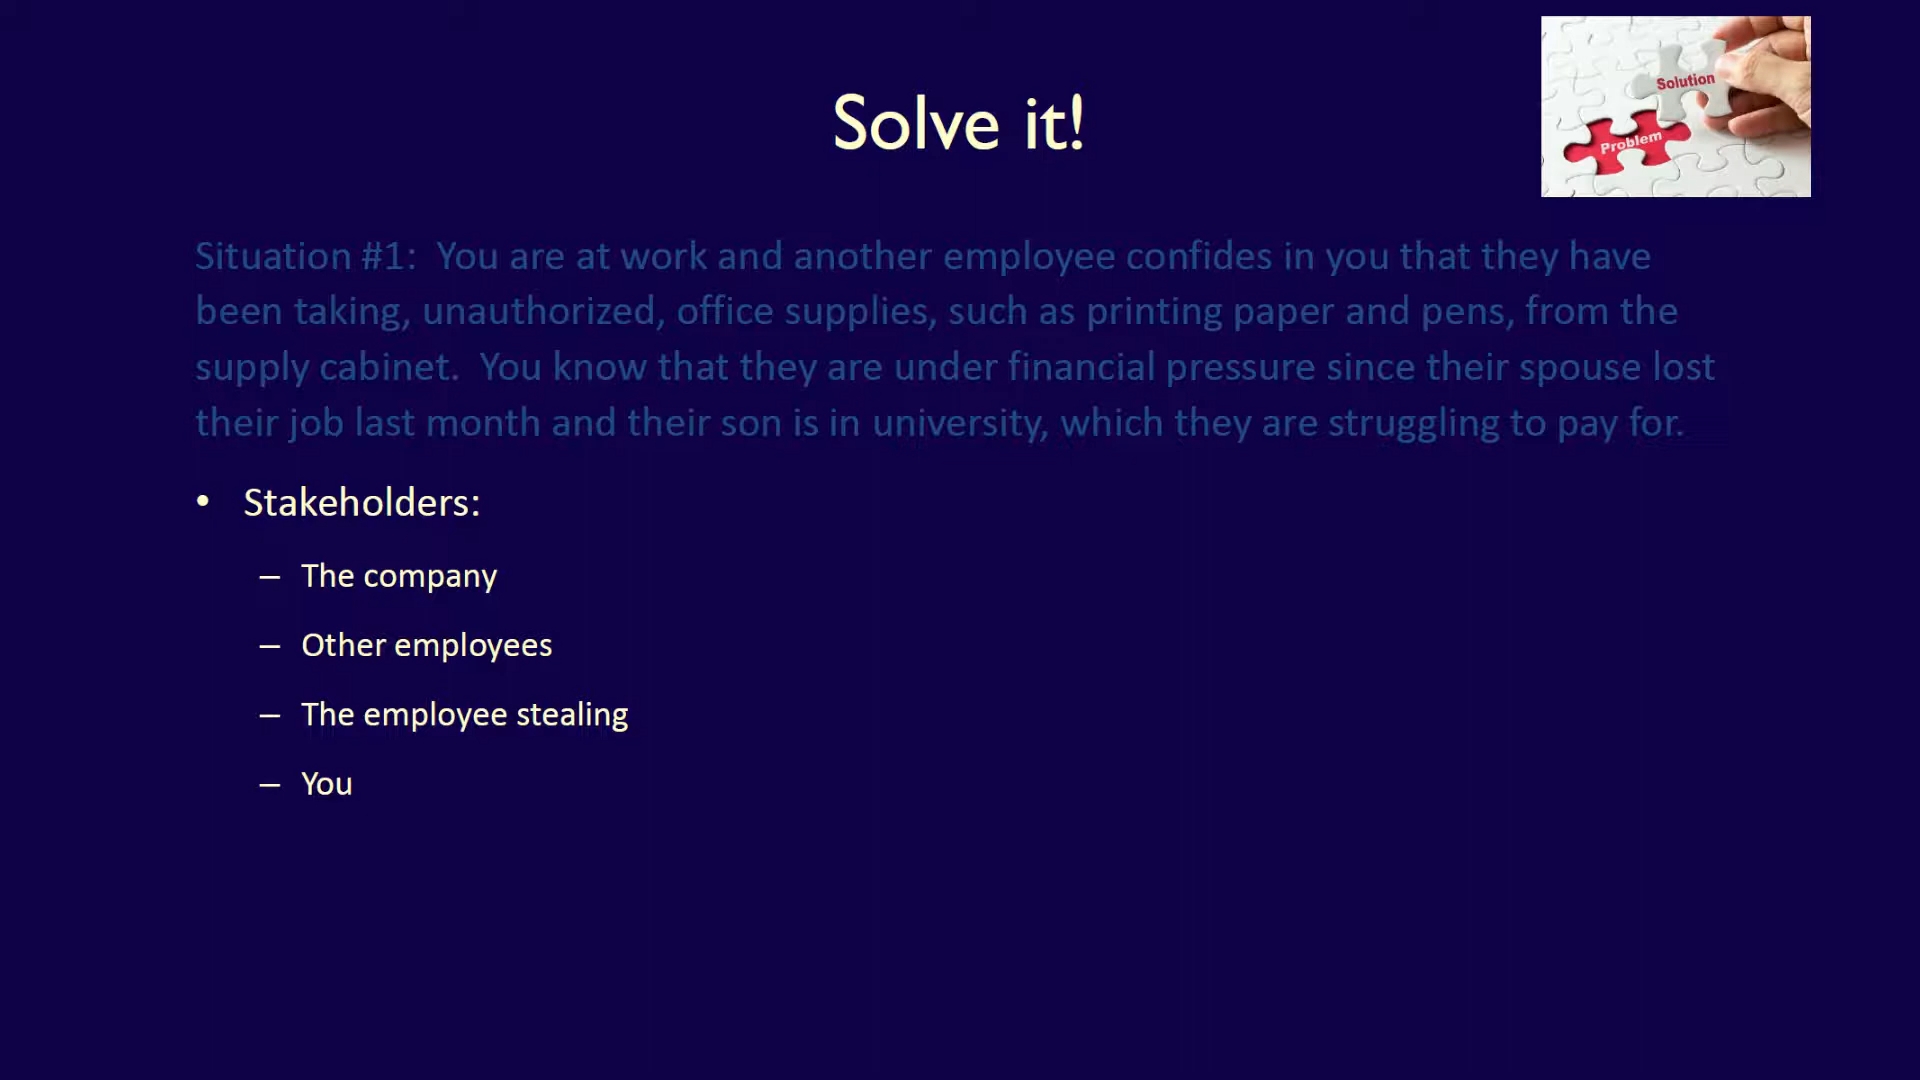 Solve it!
Solution
Problem
Situation #1:  You are at work and another employee confides in you that they have
been taking, unauthorized, office supplies, such as printing paper and pens, from the
supply cabinet.  You know that they are under financial pressure since their spouse lost
their job last month and their son is in university, which they are struggling to pay for.
• Stakeholders:
– The company
– Other employees
– The employee stealing
– You